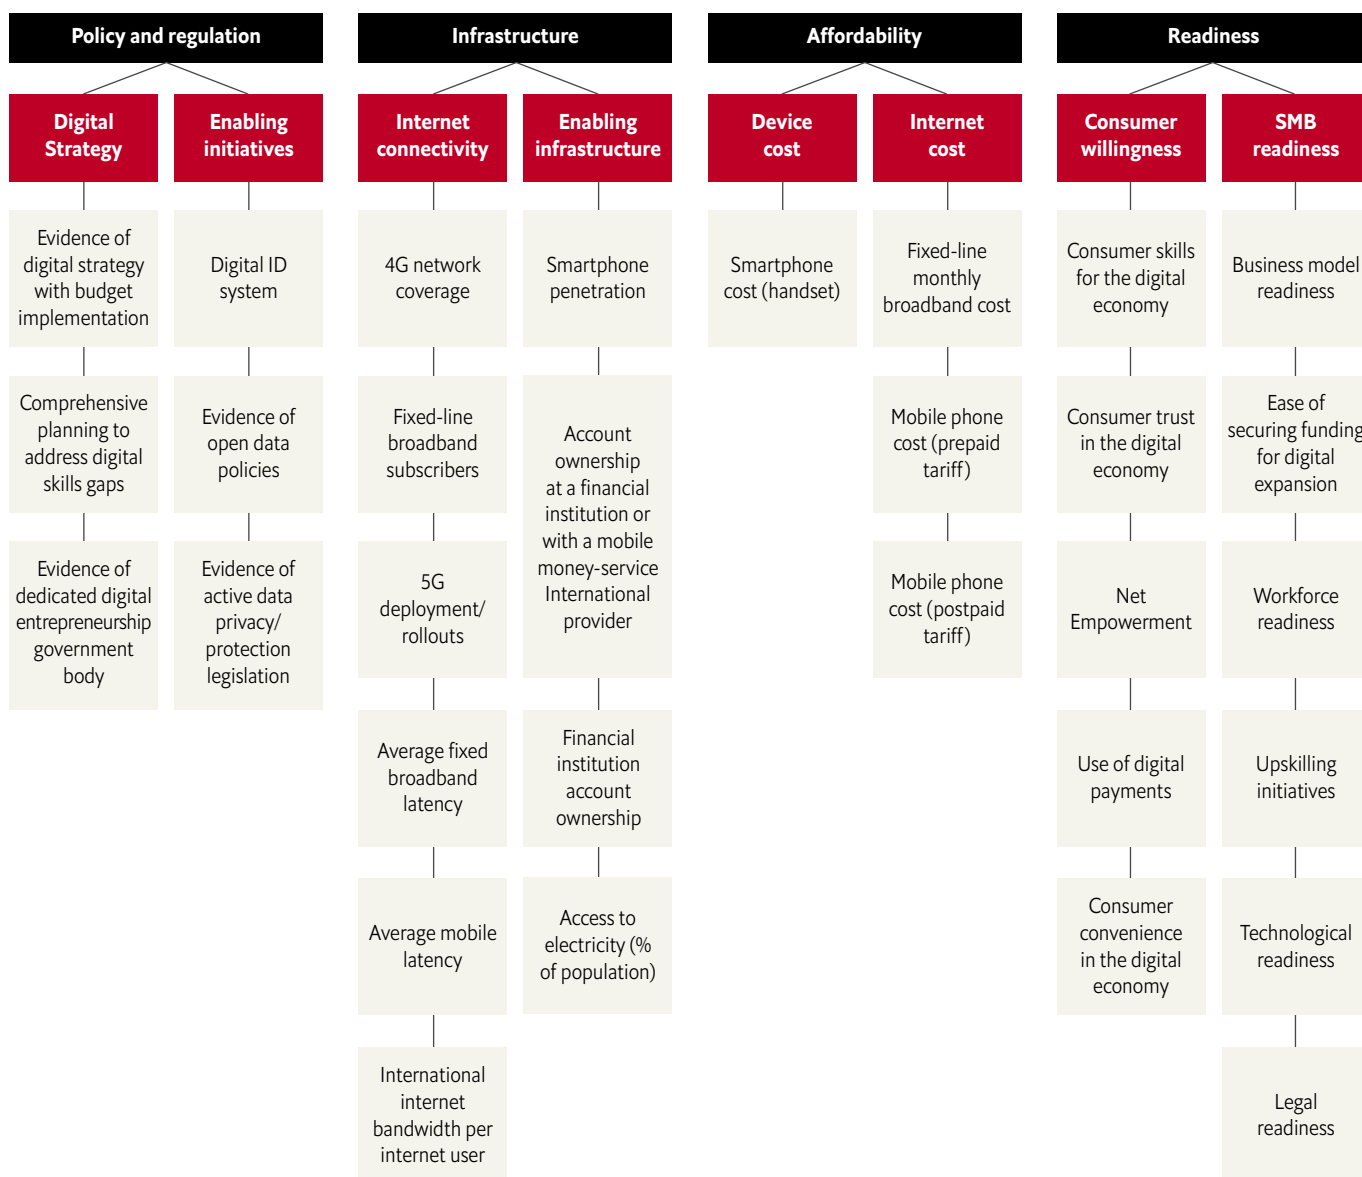 Policy and regulation
Digital
Strategy
Evidence of
digital strategy
with budget
implementation
Comprehensive
planning to
address digital
skills gaps
Evidence of
dedicated digital
entrepreneurship
government
body
Enabling
initiatives
Digital ID
system
Evidence of
open data
policies
Evidence of
active data
privacy/
protection
legislation
Infrastructure
Internet
connectivity
4G network
coverage
Fixed-line
broadband
subscribers
5G
deployment/
rollouts
Average fixed
broadband
latency
Average mobile
latency
International
internet
bandwidth per
internet user
Enabling
infrastructure
Smartphone
penetration
Account
ownership
at a financial
institution or
with a mobile
money-service
International
provider
Financial
institution
account
ownership
Access to
electricity (%
of population)
Affordability
Device
cost
Smartphone
cost (handset)
Internet
cost
Fixed-line
monthly
broadband cost
Mobile phone
cost (prepaid
tariff)
Mobile phone
cost (postpaid
tariff)
Readiness
Consumer
willingness
Consumer skills
for the digital
economy
Consumer trust
in the digital
economy
Net
Empowerment
Use of digital
payments
Consumer
convenience
in the digital
economy
SMB
readiness
Business model
readiness
Ease of
securing funding
for digital
expansion
Workforce
readiness
Upskilling
initiatives
Technological
readiness
Legal
readiness